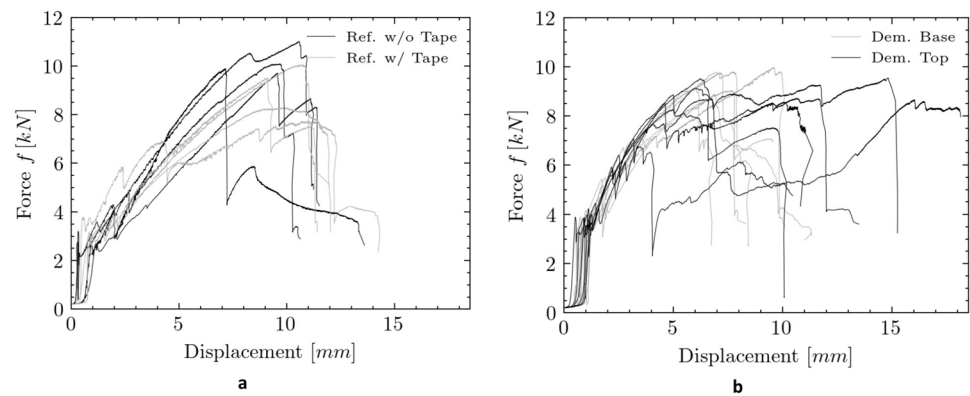 12
10
8
6
4
2
0
0
5
10
15
Force f [kN]
Displacement [mm]
Ref. w/o Tape
Ref. w/ Tape
a
12
10
8
6
4
2
0
0
5
10
15
Force f [kN]
Displacement [mm]
Dem. Base
Dem. Top
b